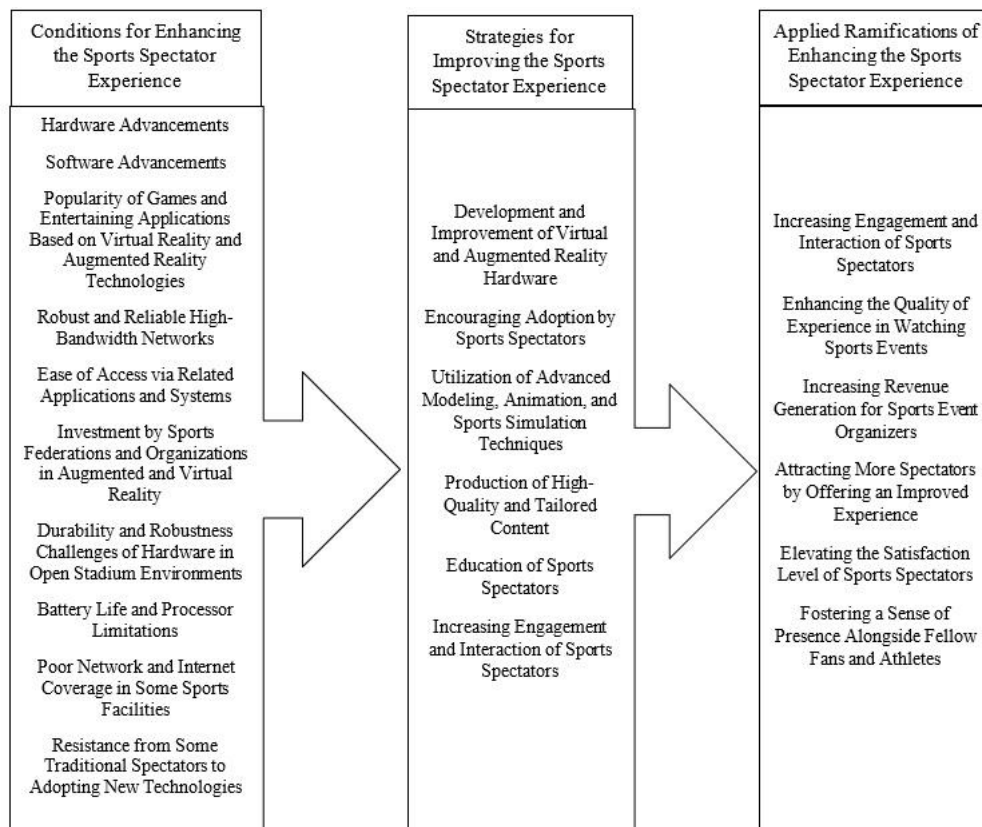 Conditions for Enhancing
the Sports Spectator
Experience
Hardware Advancements
Software Advancements
Popularity of Games and
Entertaining Applications
Based on Virtual Reality and
Augmented Reality
Technologies
Robust and Reliable High-
Bandwidth Networks
Ease of Access via Related
Applications and Systems
Investment by Sports
Federations and Organizations
in Augmented and Virtual
Reality
Durability and Robustness
Challenges of Hardware in
Open Stadium Environments
Battery Life and Processor
Limitations
Poor Network and Internet
Coverage in Some Sports
Facilities
Resistance from Some
Traditional Spectators to
Adopting New Technologies
Strategies for
Improving the Sports
Spectator Experience
Development and
Improvement of Virtual
and Augmented Reality
Hardware
Encouraging Adoption by
Sports Spectators
Utilization of Advanced
Modeling, Animation, and
Sports Simulation
Techniques
Production of High-
Quality and Tailored
Content
Education of Sports
Spectators
Increasing Engagement
and Interaction of Sports
Spectators
Applied Ramifications of
Enhancing the Sports
Spectator Experience
Increasing Engagement and
Interaction of Sports
Spectators
Enhancing the Quality of
Experience in Watching
Sports Events
Increasing Revenue
Generation for Sports Event
Organizers
Attracting More Spectators
by Offering an Improved
Experience
Elevating the Satisfaction
Level of Sports Spectators
Fostering a Sense of
Presence Alongside Fellow
Fans and Athletes